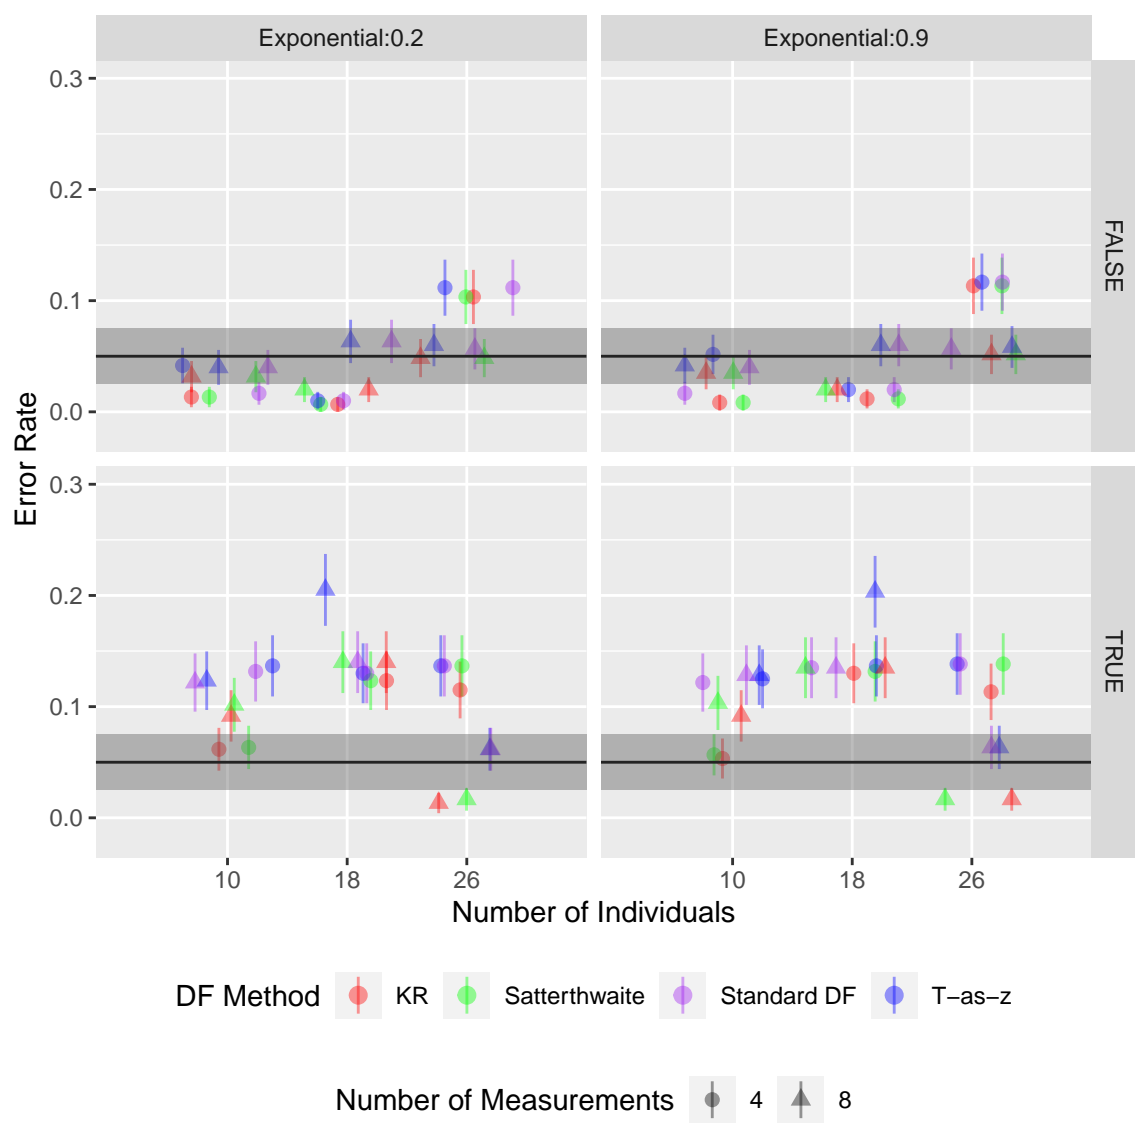 Exponential:0.2
Exponential:0.9
0.3
0.2
0.1
0.0
FALSE
0.3
0.2
0.1
0.0
TRUE
Error Rate
10 18 26
10 18 26
Number of Individuals
DF Method KR Satterthwaite Standard DF T−as−z
Number of Measurements 4 8